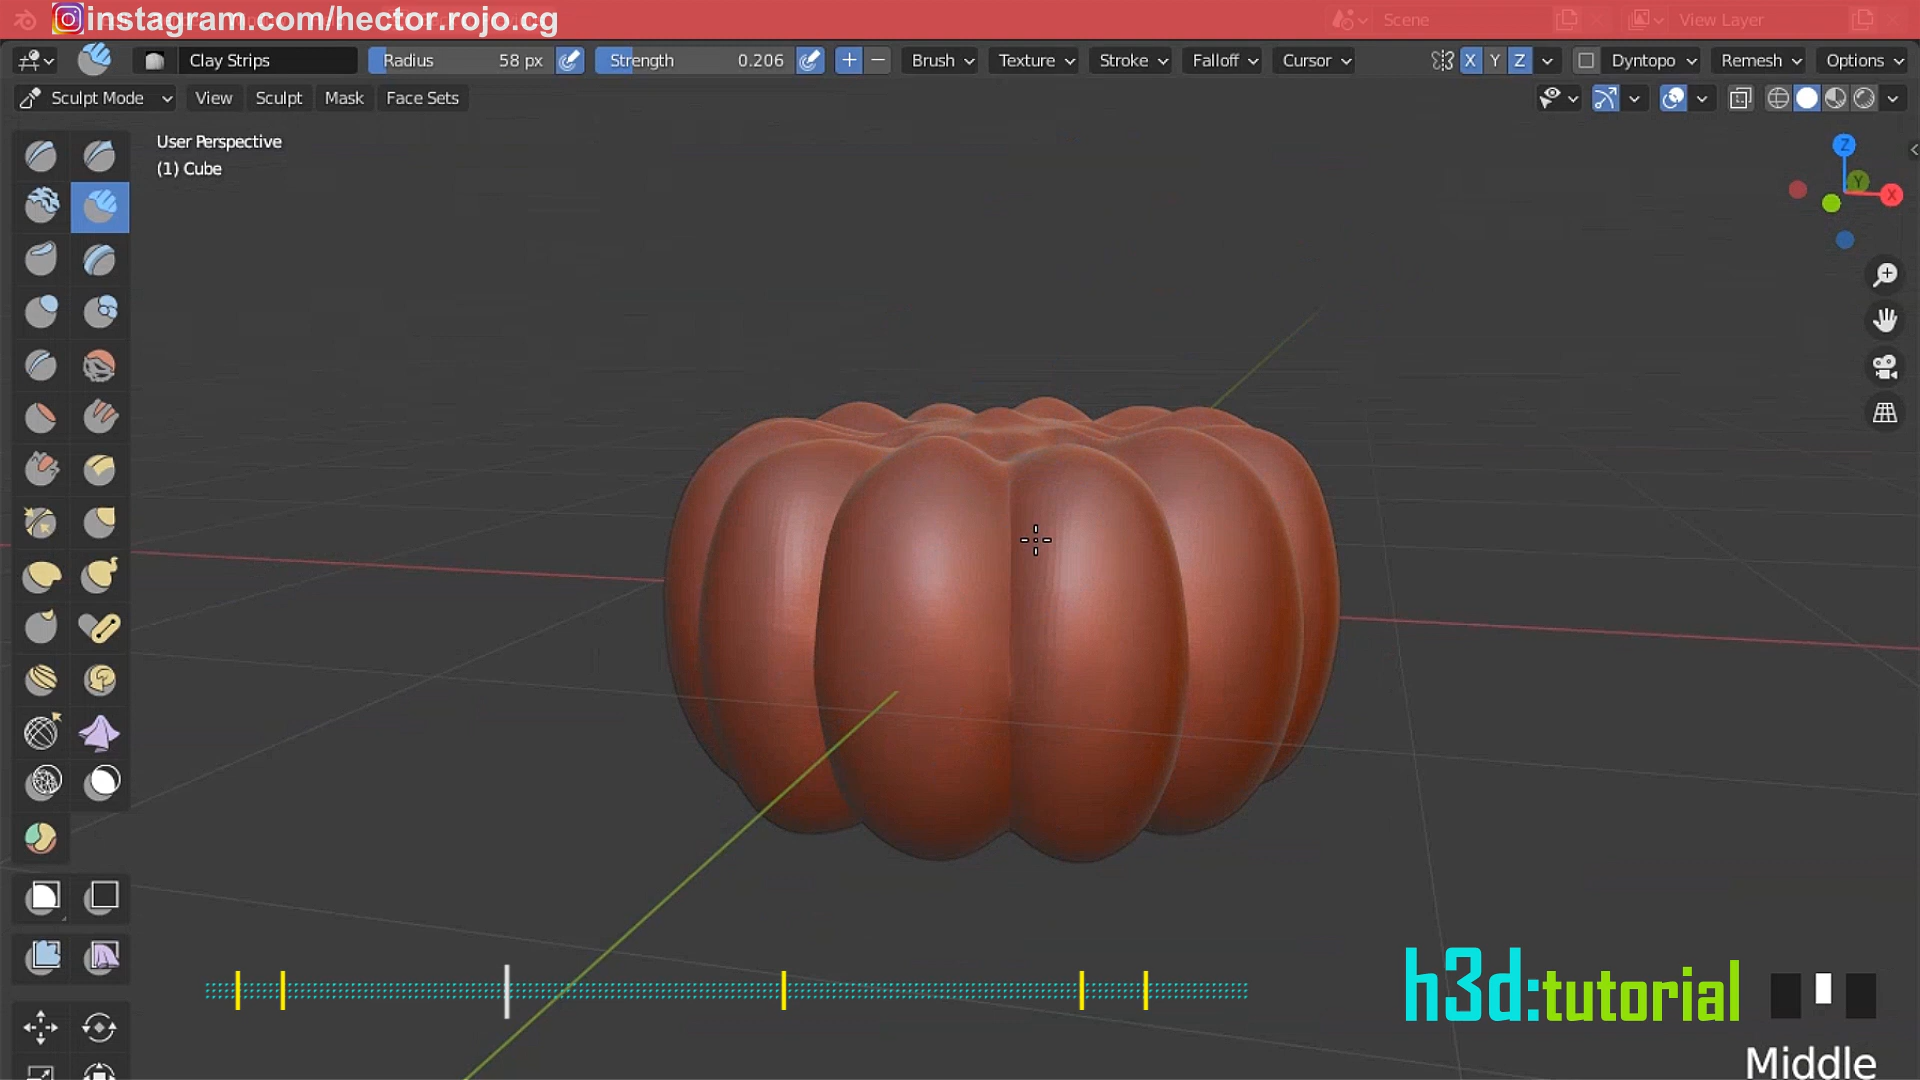 instagram.com/hector.rojo.cg
Scene
View Layer
Clay Strips
Radius 58 px
Strength 0.206
Brush
Texture
Stroke
Falloff
Cursor
X Y Z
Dyntopo
Remesh
Options
Sculpt Mode
View
Sculpt
Mask
Face Sets
User Perspective
(1) Cube
Z
Y
X
h3d:tutorial
Middle